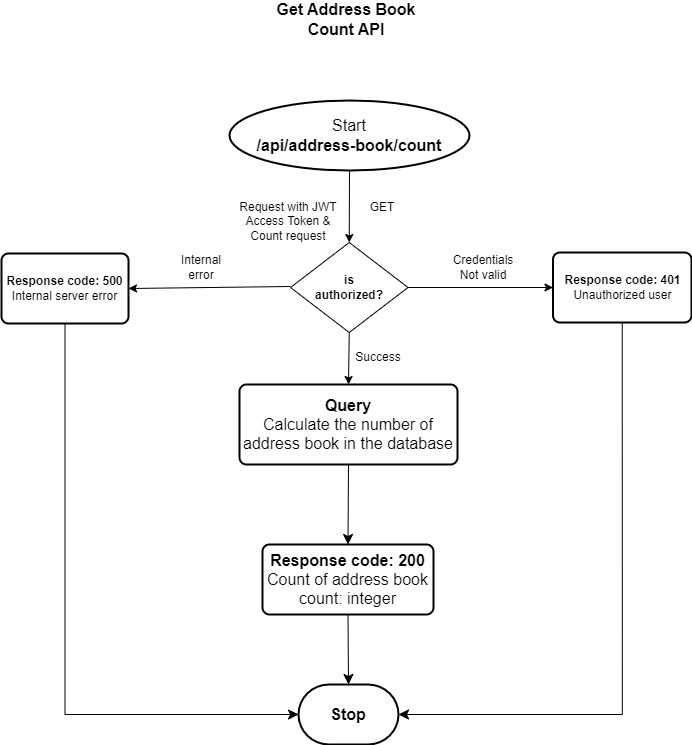 Get Address Book
Count API
Start
/api/address-book/count
Request with JWT
Access Token &
Count request
GET
Internal
error
Credentials
Not valid
Response code: 500
Internal server error
is
authorized?
Response code: 401
Unauthorized user
Success
Query
Calculate the number of
address book in the database
Response code: 200
Count of address book
count: integer
Stop